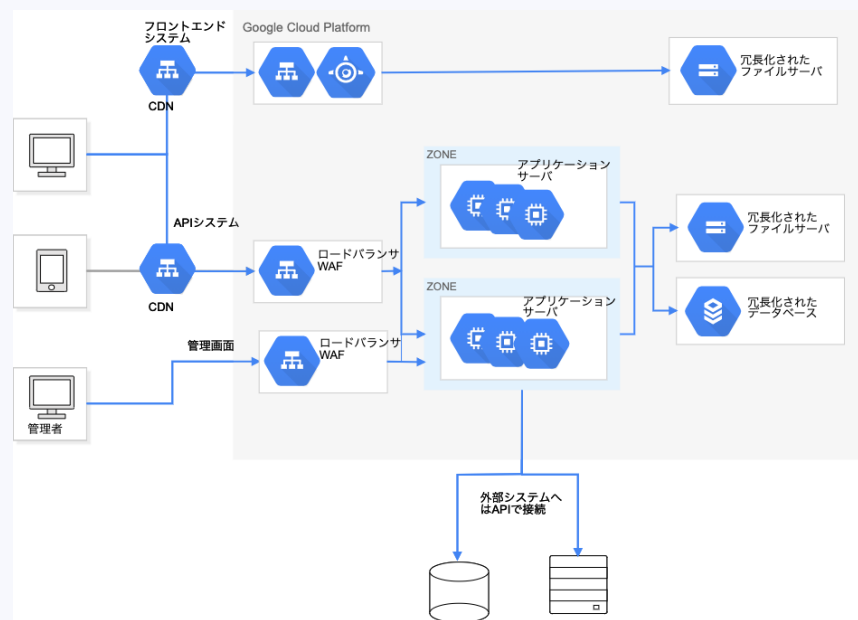 フロントエンド
システム
Google Cloud Platform
CDN
冗長化された
ファイルサーバ
ZONE
アプリケーション
サーバ
APIシステム
冗長化された
ファイルサーバ
ロードバランサ
WAF
CDN
ZONE
アプリケーション
サーバ
冗長化された
データベース
管理画面
ロードバランサ
WAF
管理者
外部システムへ
はAPIで接続